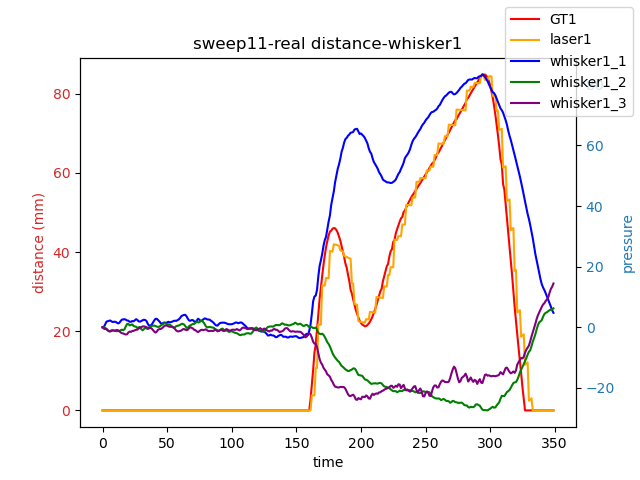 sweep11-real distance-whisker1
GT1
laser1
whisker1_1
whisker1_2
whisker1_3
distance (mm)
80
60
40
20
0
60
40
20
0
−20
pressure
0
50
100
150
200
250
300
350
time